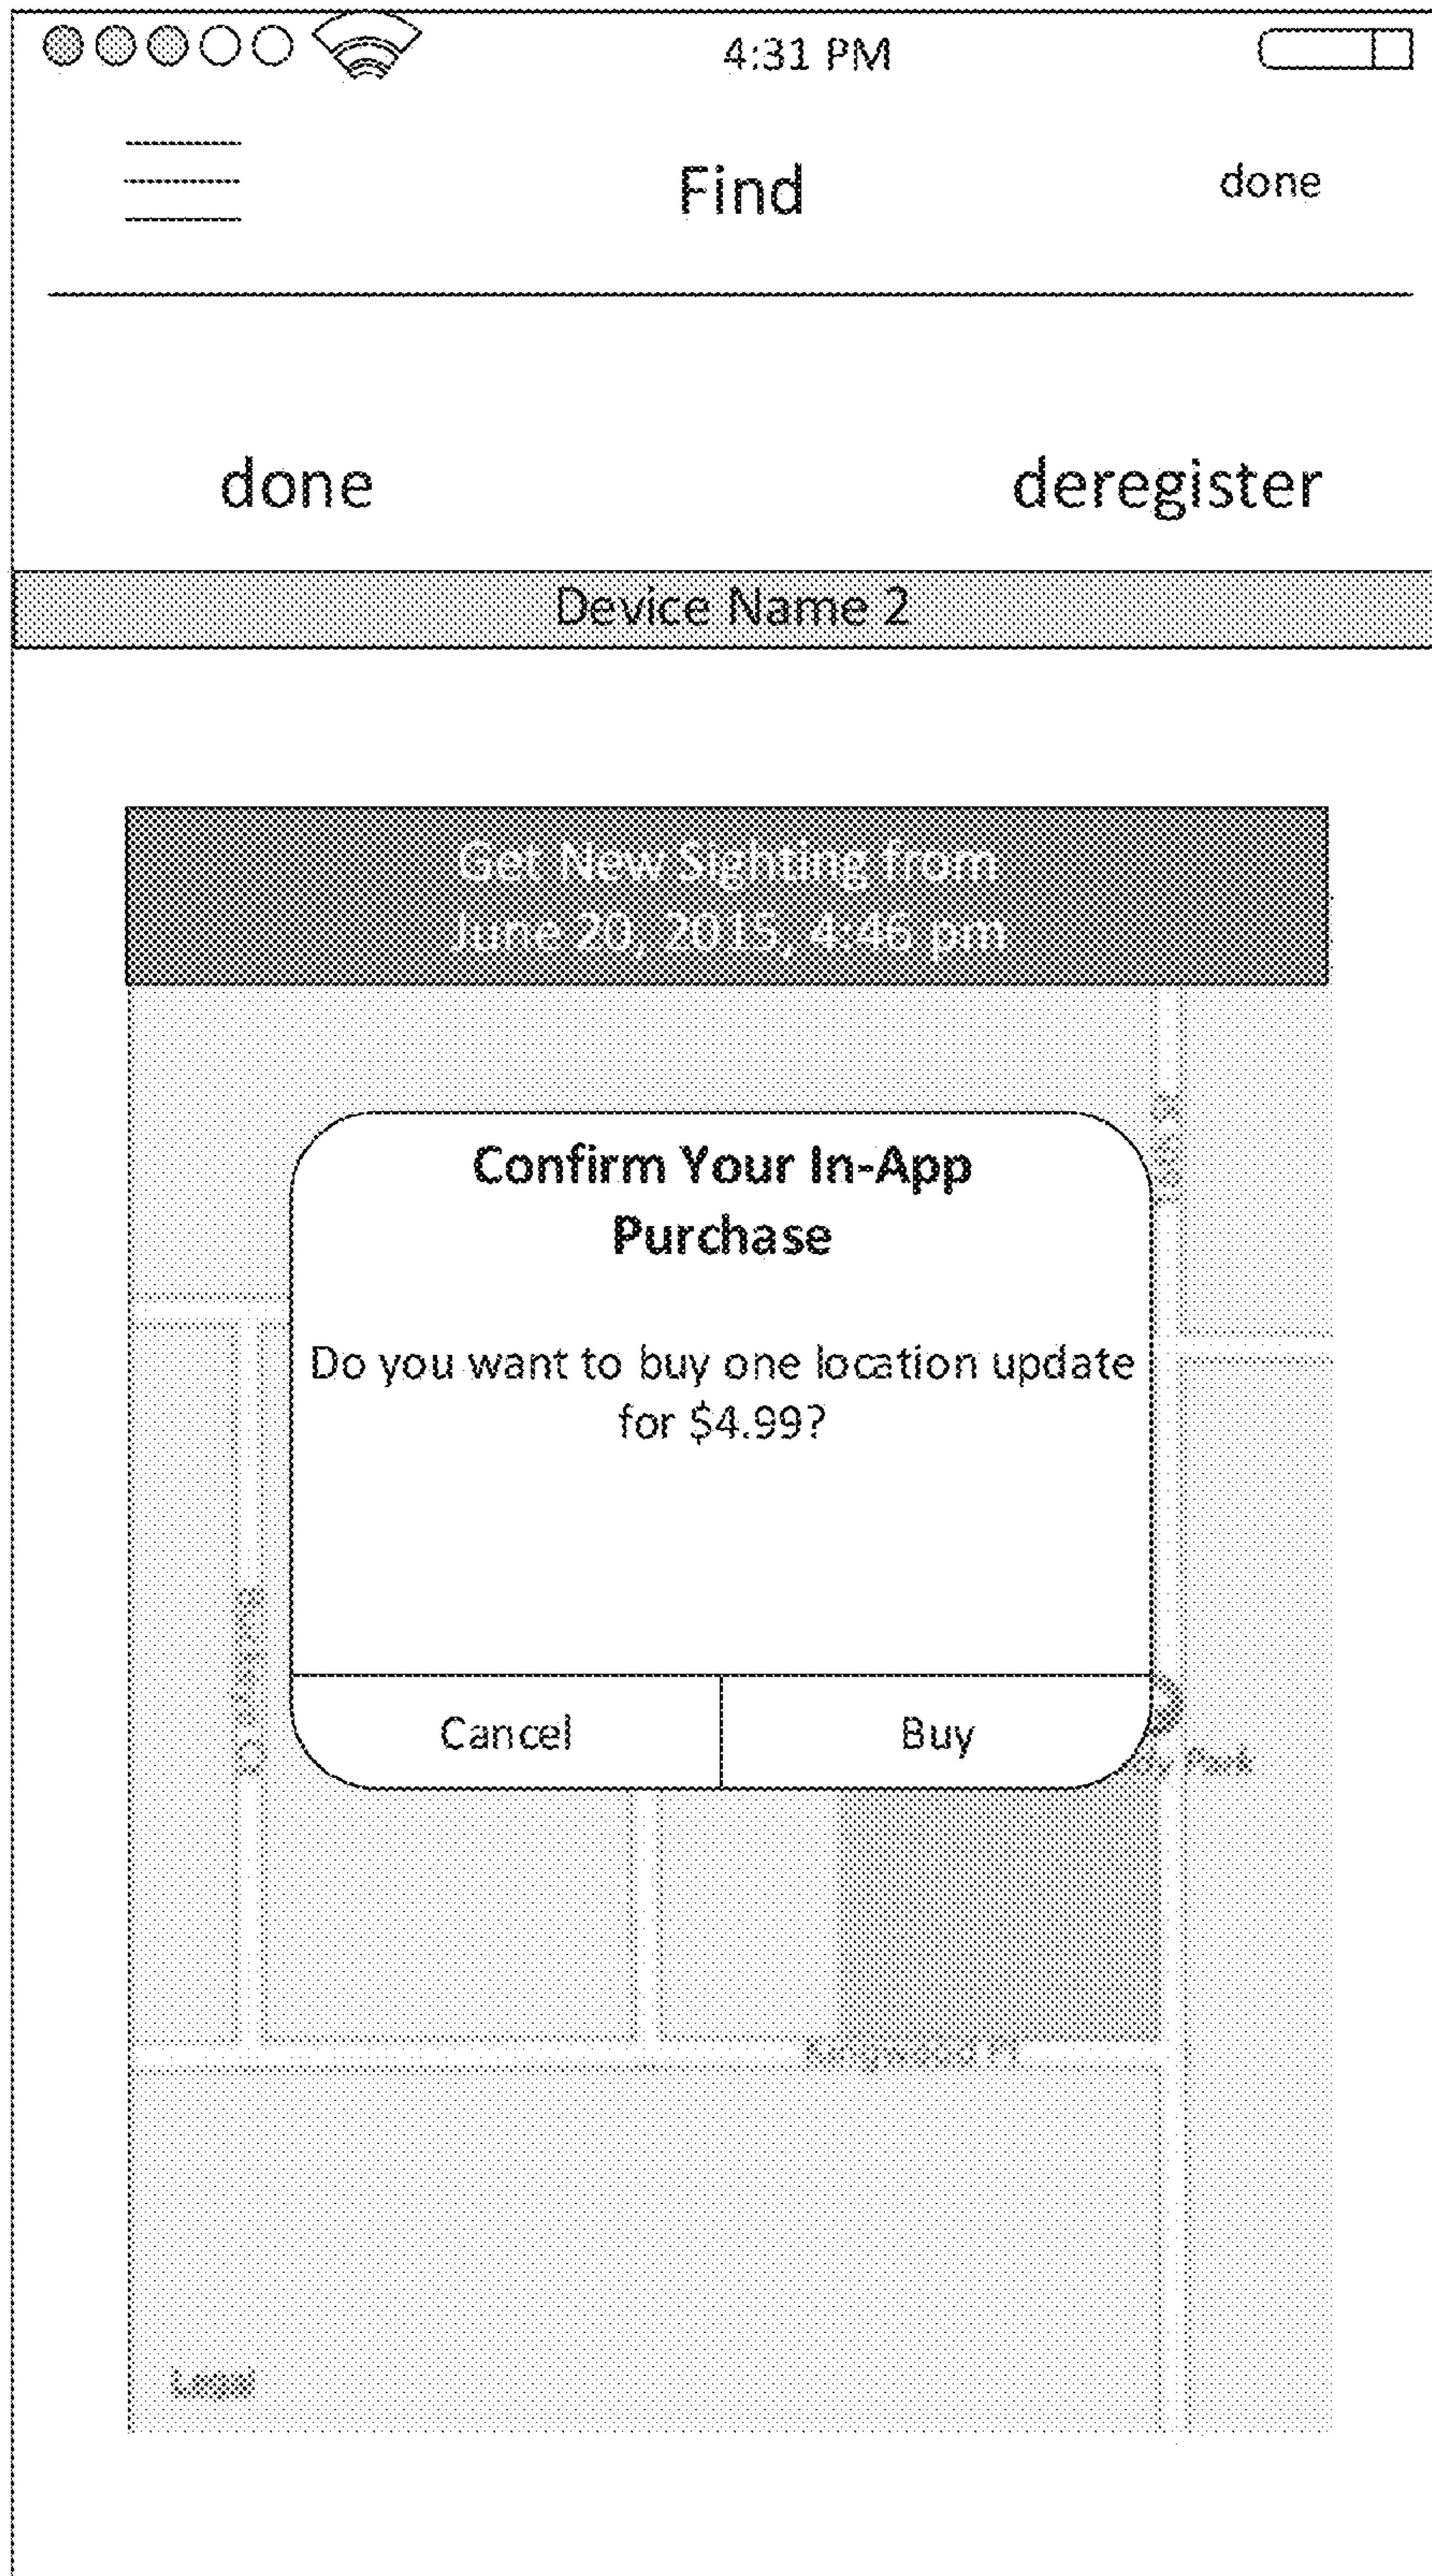 4:31 PM
Find
done
done
deregister
Device Name 2
Get New Sighting from
June 20, 2015, 4:46 pm
Confirm Your In-App
Purchase
Do you want to buy one location update
for $4.99?
Cancel
Buy
Park
Legal